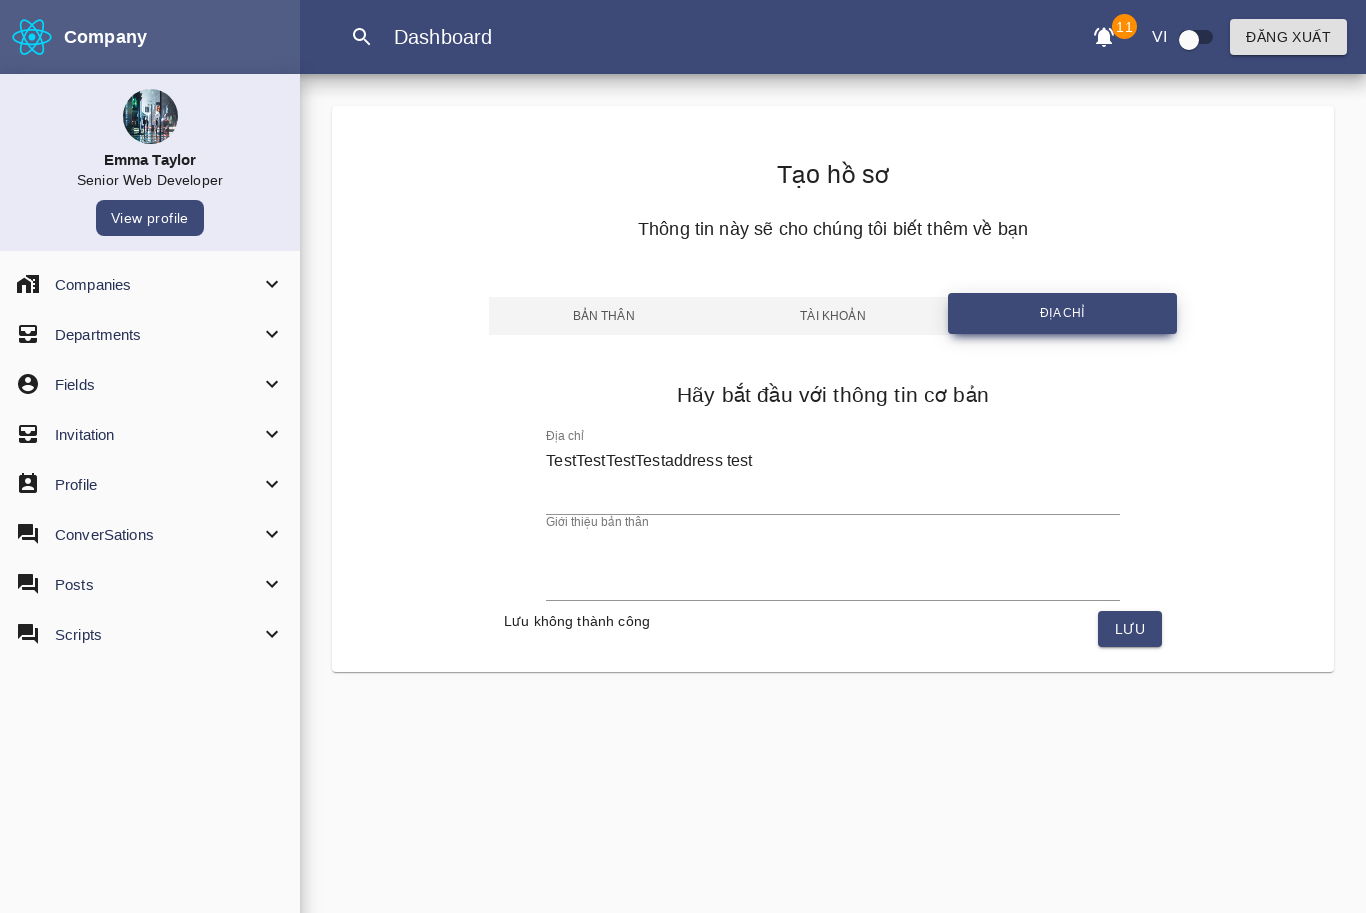 Company
Dashboard
11
VI
ĐĂNG XUẤT
Emma Taylor
Senior Web Developer
View profile
Companies
Departments
Fields
Invitation
Profile
ConverSations
Posts
Scripts
Tạo hồ sơ
Thông tin này sẽ cho chúng tôi biết thêm về bạn
BẢN THÂN
TÀI KHOẢN
ĐỊA CHỈ
Hãy bắt đầu với thông tin cơ bản
Địa chỉ
TestTestTestTestaddress test
Giới thiệu bản thân
Lưu không thành công
LƯU